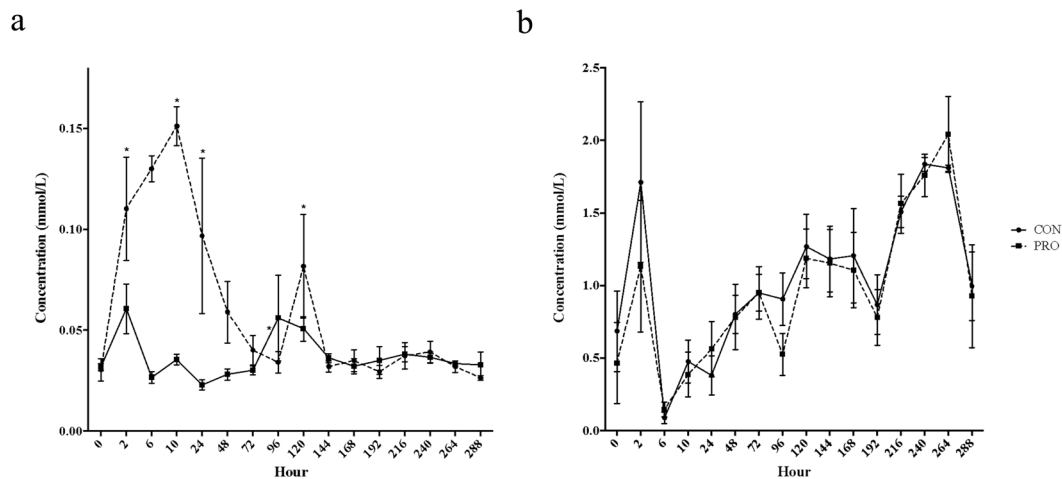 a
b
Concentration (mmol/L)
0.15
0.10
0.05
0.00
*
*
*
*
*
0 2 6 10 24 48 72 96 120 144 168 192 216 240 264 288
Hour
Concentration (mmol/L)
2.5
2.0
1.5
1.0
0.5
0.0
0 2 6 10 24 48 72 96 120 144 168 192 216 240 264 288
Hour
CON
PRO